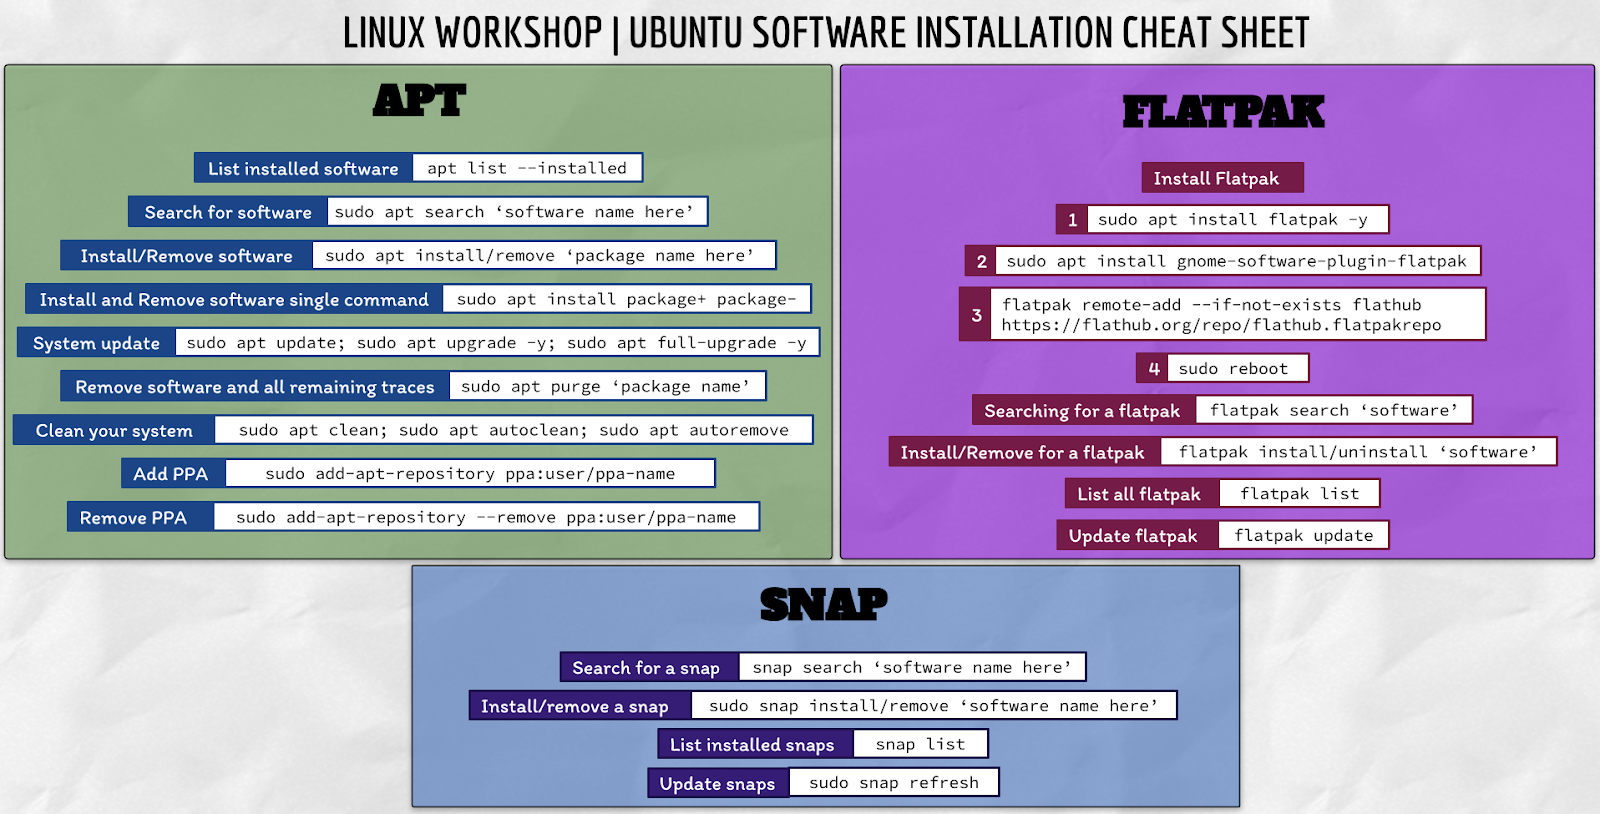 LINUX WORKSHOP | UBUNTU SOFTWARE INSTALLATION CHEAT SHEET
APT
List installed software apt list --installed
Search for software sudo apt search ‘software name here’
Install/Remove software sudo apt install/remove ‘package name here’
Install and Remove software single command sudo apt install package+ package-
System update sudo apt update; sudo apt upgrade -y; sudo apt full-upgrade -y
Remove software and all remaining traces sudo apt purge ‘package name’
Clean your system sudo apt clean; sudo apt autoclean; sudo apt autoremove
Add PPA sudo add-apt-repository ppa:user/ppa-name
Remove PPA sudo add-apt-repository --remove ppa:user/ppa-name
FLATPAK
Install Flatpak
1 sudo apt install flatpak -y
2 sudo apt install gnome-software-plugin-flatpak
3 flatpak remote-add --if-not-exists flathub
https://flathub.org/repo/flathub.flatpakrepo
4 sudo reboot
Searching for a flatpak flatpak search ‘software’
Install/Remove for a flatpak flatpak install/uninstall ‘software’
List all flatpak flatpak list
Update flatpak flatpak update
SNAP
Search for a snap snap search ‘software name here’
Install/remove a snap sudo snap install/remove ‘software name here’
List installed snaps snap list
Update snaps sudo snap refresh